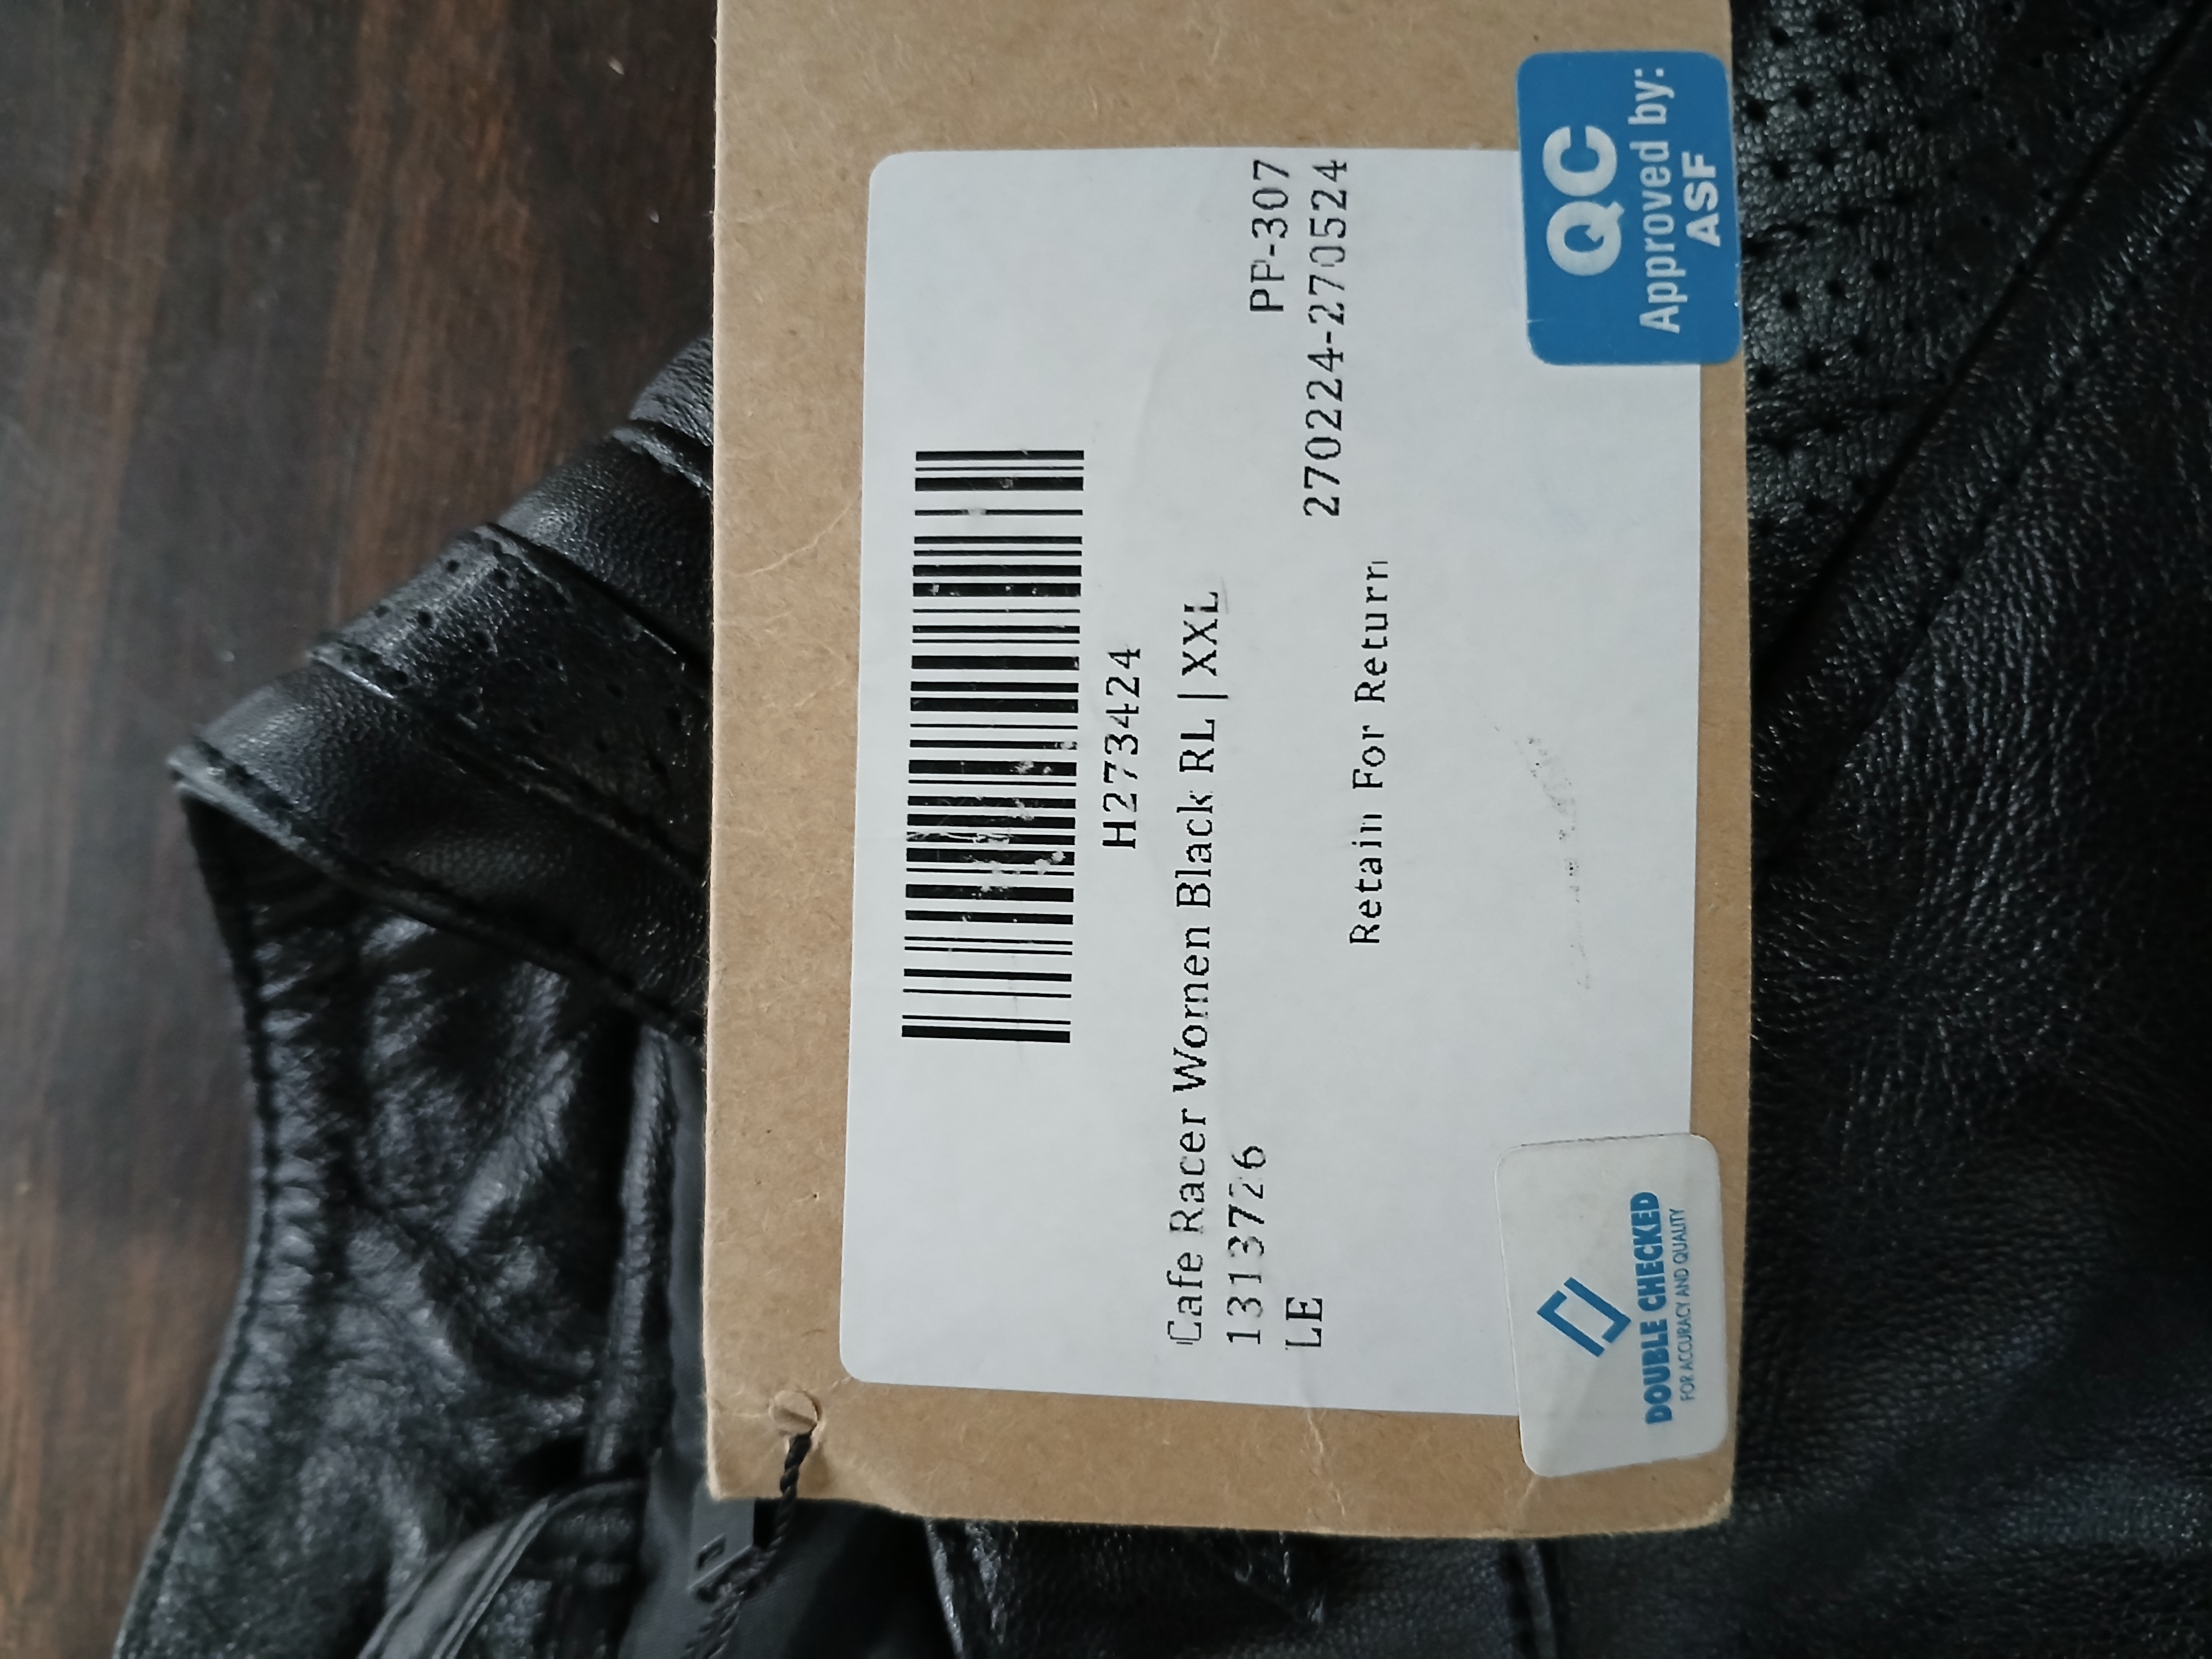 H273424
Cafe Racer Women Black RL | XXL
1313726
PP-307
LE
270224-270524
Retain For Return
DOUBLE CHECKED
FOR ACCURACY AND QUALITY
QC
Approved by:
ASF